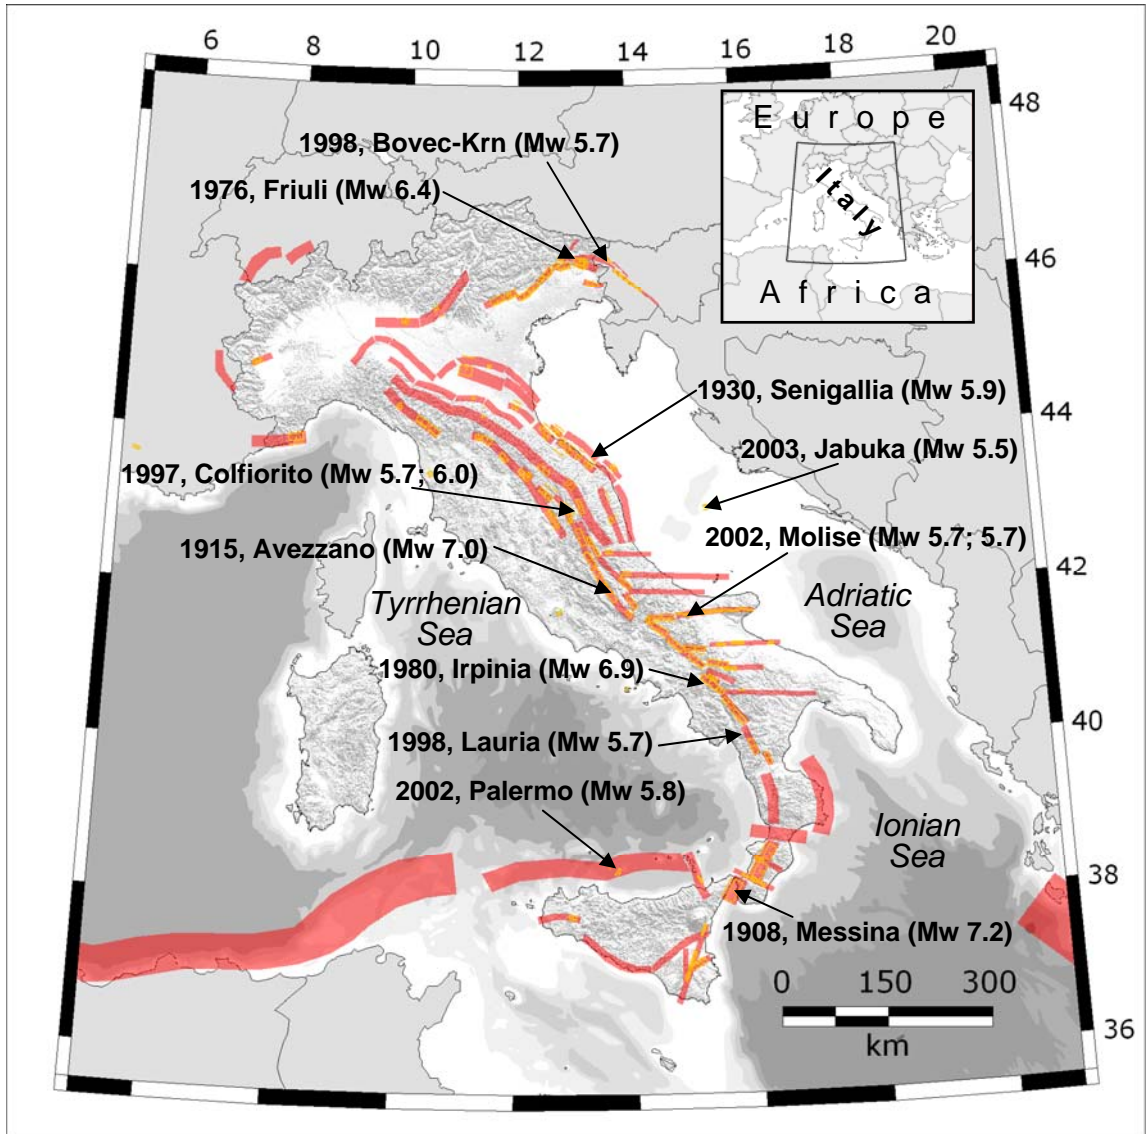 6 8 10 12 14 16 18 20
48
Europe
Italy
Africa
1998, Bovec-Krn (Mw 5.7)
1976, Friuli (Mw 6.4)
46
1930, Senigallia (Mw 5.9)
44
2003, Jabuka (Mw 5.5)
1997, Colfiorito (Mw 5.7; 6.0)
2002, Molise (Mw 5.7; 5.7)
1915, Avezzano (Mw 7.0)
42
Tyrrhenian
Sea
Adriatic
Sea
1980, Irpinia (Mw 6.9)
40
1998, Lauria (Mw 5.7)
2002, Palermo (Mw 5.8)
Ionian
Sea
38
1908, Messina (Mw 7.2)
0 150 300
km
36